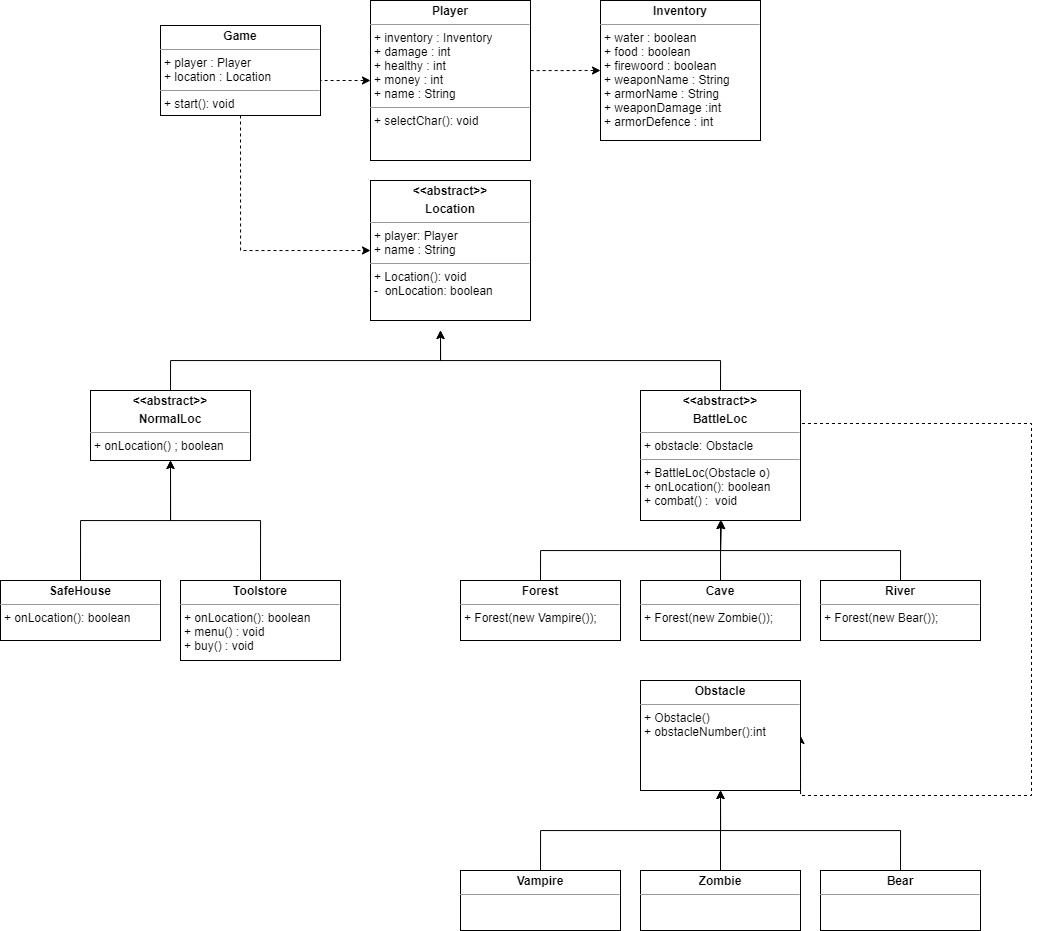 Game
+ player : Player
+ location : Location
+ start(): void
Player
+ inventory : Inventory
+ damage : int
+ healthy : int
+ money : int
+ name : String
+ selectChar(): void
Inventory
+ water : boolean
+ food : boolean
+ firewoord : boolean
+ weaponName : String
+ armorName : String
+ weaponDamage :int
+ armorDefence : int
<<abstract>>
Location
+ player: Player
+ name : String
+ Location(): void
- onLocation: boolean
<<abstract>>
NormalLoc
+ onLocation() ; boolean
<<abstract>>
BattleLoc
+ obstacle: Obstacle
+ BattleLoc(Obstacle o)
+ onLocation(): boolean
+ combat() : void
SafeHouse
+ onLocation(): boolean
Toolstore
+ onLocation(): boolean
+ menu() : void
+ buy() : void
Forest
+ Forest(new Vampire());
Cave
+ Forest(new Zombie());
River
+ Forest(new Bear());
Obstacle
+ Obstacle()
+ obstacleNumber():int
Vampire
Zombie
Bear